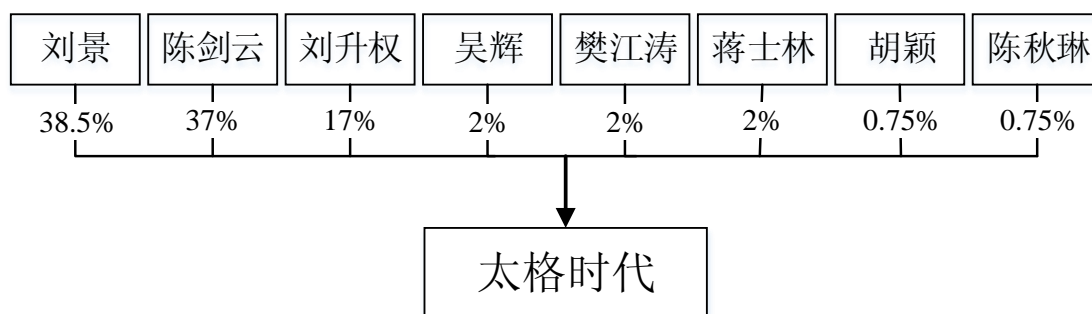 刘景 陈剑云 刘升权 吴辉 樊江涛 蒋士林 胡颖 陈秋琳
38.5% 37% 17% 2% 2% 2% 0.75% 0.75%
太格时代